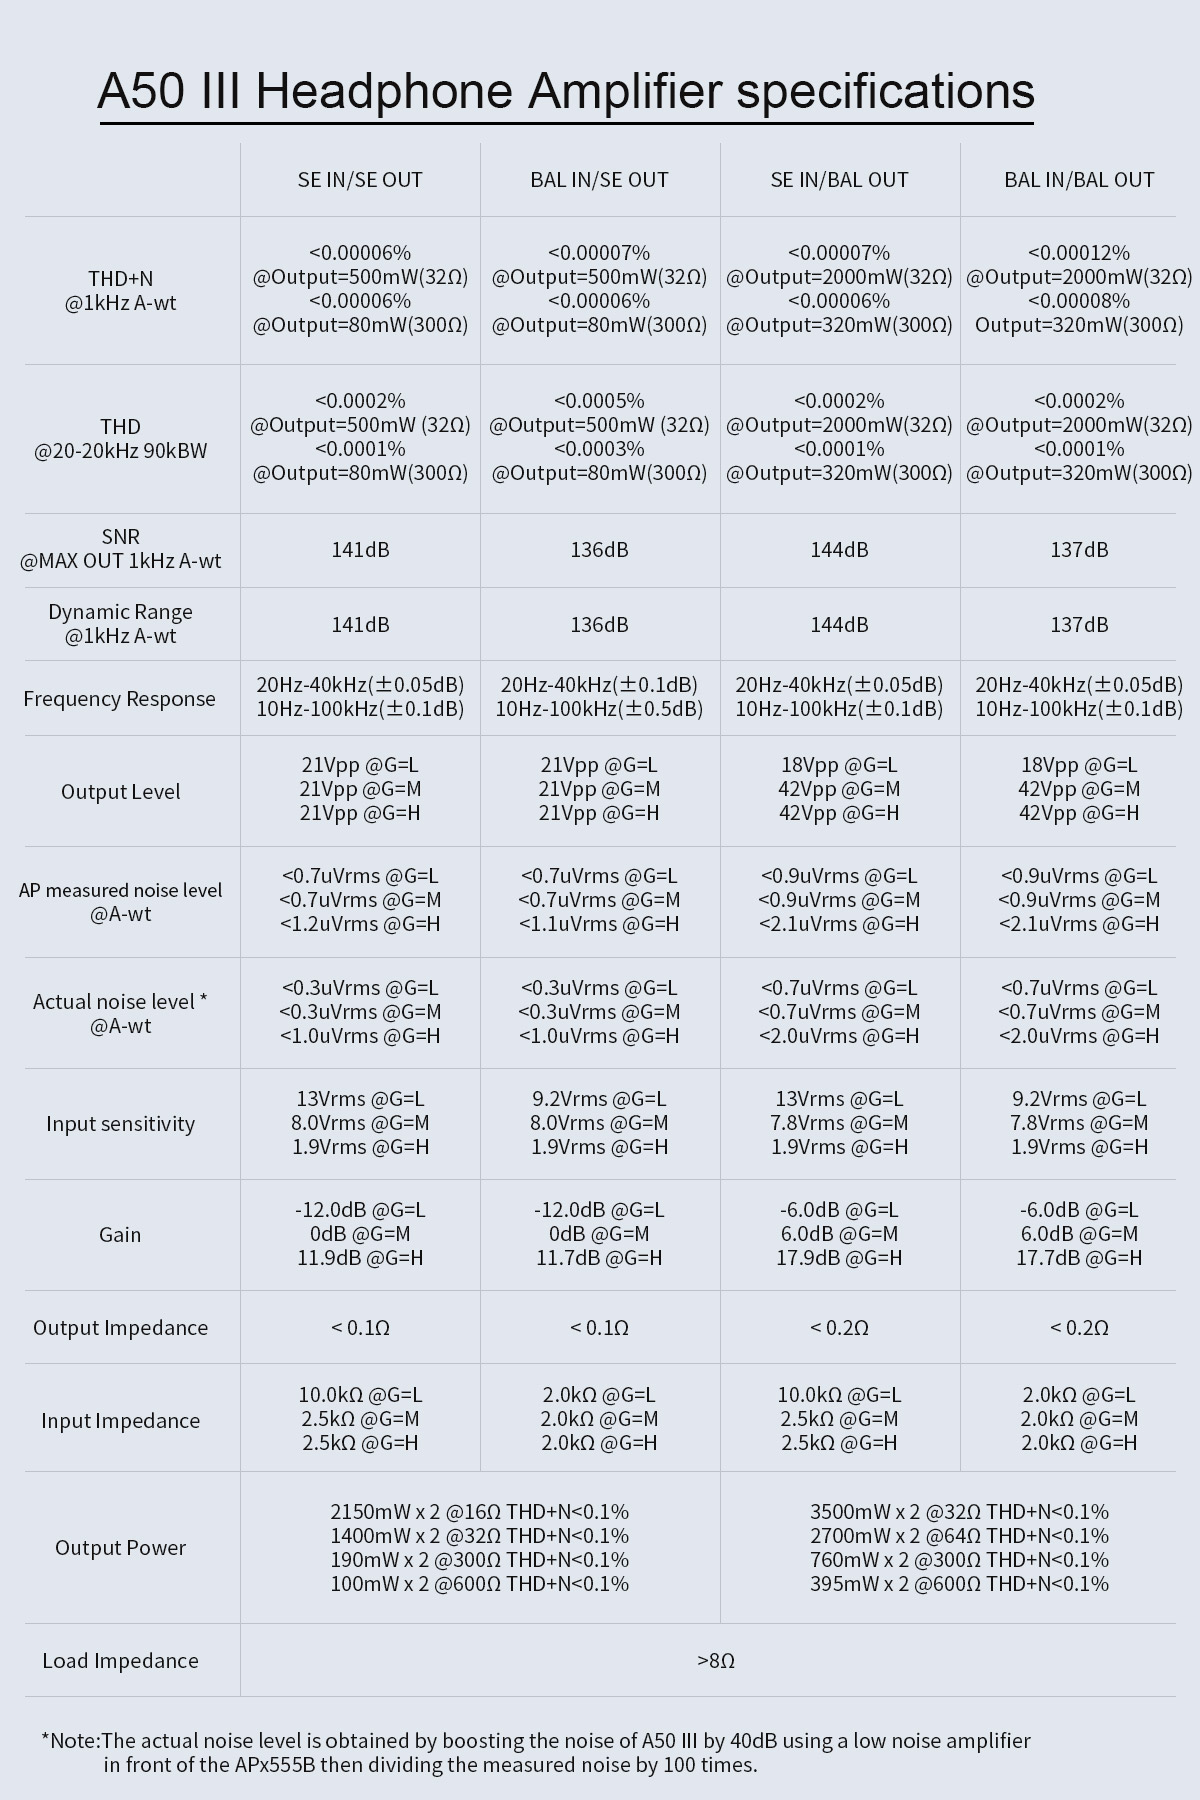 A50 III Headphone Amplifier specifications
SE IN/SE OUT
BAL IN/SE OUT
SE IN/BAL OUT
BAL IN/BAL OUT
THD+N
@1kHz A-wt
<0.00006%
@Output=500mW(32Ω)
<0.00006%
@Output=80mW(300Ω)
<0.00007%
@Output=500mW(32Ω)
<0.00006%
@Output=80mW(300Ω)
<0.00007%
@Output=2000mW(32Ω)
<0.00006%
@Output=320mW(300Ω)
<0.00012%
@Output=2000mW(32Ω)
<0.00008%
Output=320mW(300Ω)
THD
@20-20kHz 90kBW
<0.0002%
@Output=500mW (32Ω)
<0.0001%
@Output=80mW(300Ω)
<0.0005%
@Output=500mW (32Ω)
<0.0003%
@Output=80mW(300Ω)
<0.0002%
@Output=2000mW(32Ω)
<0.0001%
@Output=320mW(300Ω)
<0.0002%
@Output=2000mW(32Ω)
<0.0001%
@Output=320mW(300Ω)
SNR
@MAX OUT 1kHz A-wt
141dB
136dB
144dB
137dB
Dynamic Range
@1kHz A-wt
141dB
136dB
144dB
137dB
Frequency Response
20Hz-40kHz(±0.05dB)
10Hz-100kHz(±0.1dB)
20Hz-40kHz(±0.1dB)
10Hz-100kHz(±0.5dB)
20Hz-40kHz(±0.05dB)
10Hz-100kHz(±0.1dB)
20Hz-40kHz(±0.05dB)
10Hz-100kHz(±0.1dB)
Output Level
21Vpp @G=L
21Vpp @G=M
21Vpp @G=H
21Vpp @G=L
21Vpp @G=M
21Vpp @G=H
18Vpp @G=L
42Vpp @G=M
42Vpp @G=H
18Vpp @G=L
42Vpp @G=M
42Vpp @G=H
AP measured noise level
@A-wt
<0.7uVrms @G=L
<0.7uVrms @G=M
<1.2uVrms @G=H
<0.7uVrms @G=L
<0.7uVrms @G=M
<1.1uVrms @G=H
<0.9uVrms @G=L
<0.9uVrms @G=M
<2.1uVrms @G=H
<0.9uVrms @G=L
<0.9uVrms @G=M
<2.1uVrms @G=H
Actual noise level *
@A-wt
<0.3uVrms @G=L
<0.3uVrms @G=M
<1.0uVrms @G=H
<0.3uVrms @G=L
<0.3uVrms @G=M
<1.0uVrms @G=H
<0.7uVrms @G=L
<0.7uVrms @G=M
<2.0uVrms @G=H
<0.7uVrms @G=L
<0.7uVrms @G=M
<2.0uVrms @G=H
Input sensitivity
13Vrms @G=L
8.0Vrms @G=M
1.9Vrms @G=H
9.2Vrms @G=L
8.0Vrms @G=M
1.9Vrms @G=H
13Vrms @G=L
7.8Vrms @G=M
1.9Vrms @G=H
9.2Vrms @G=L
7.8Vrms @G=M
1.9Vrms @G=H
Gain
-12.0dB @G=L
0dB @G=M
11.9dB @G=H
-12.0dB @G=L
0dB @G=M
11.7dB @G=H
-6.0dB @G=L
6.0dB @G=M
17.9dB @G=H
-6.0dB @G=L
6.0dB @G=M
17.7dB @G=H
Output Impedance
< 0.1Ω
< 0.1Ω
< 0.2Ω
< 0.2Ω
Input Impedance
10.0kΩ @G=L
2.5kΩ @G=M
2.5kΩ @G=H
2.0kΩ @G=L
2.0kΩ @G=M
2.0kΩ @G=H
10.0kΩ @G=L
2.5kΩ @G=M
2.5kΩ @G=H
2.0kΩ @G=L
2.0kΩ @G=M
2.0kΩ @G=H
Output Power
2150mW x 2 @16Ω THD+N<0.1%
1400mW x 2 @32Ω THD+N<0.1%
190mW x 2 @300Ω THD+N<0.1%
100mW x 2 @600Ω THD+N<0.1%
3500mW x 2 @32Ω THD+N<0.1%
2700mW x 2 @64Ω THD+N<0.1%
760mW x 2 @300Ω THD+N<0.1%
395mW x 2 @600Ω THD+N<0.1%
Load Impedance
>8Ω
*Note:The actual noise level is obtained by boosting the noise of A50 III by 40dB using a low noise amplifier
in front of the APx555B then dividing the measured noise by 100 times.